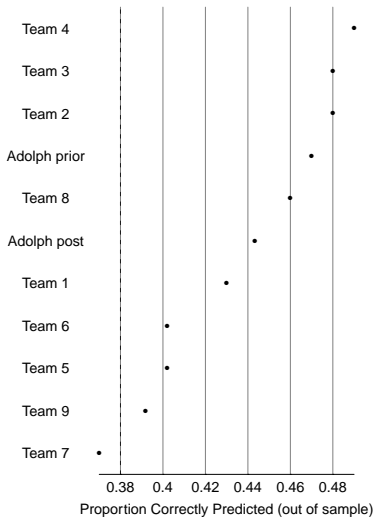 Team 4
Team 3
Team 2
Adolph prior
Team 8
Adolph post
Team 1
Team 6
Team 5
Team 9
Team 7
0.38 0.4 0.42 0.44 0.46 0.48
Proportion Correctly Predicted (out of sample)